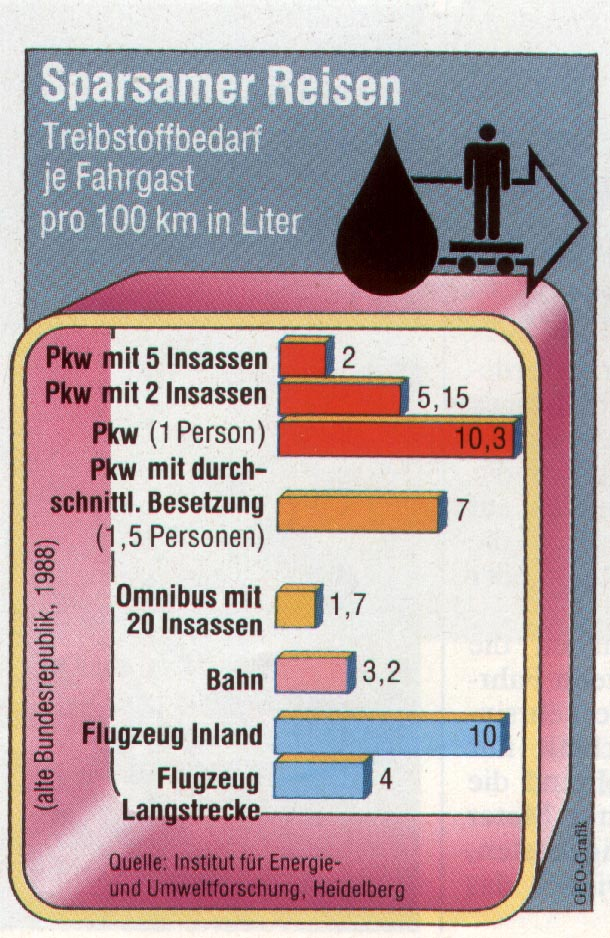 Sparsamer Reisen
Treibstoffbedarf
je Fahrgast
pro 100 km in Liter
Pkw mit 5 Insassen 2
Pkw mit 2 Insassen 5,15
Pkw (1 Person) 10,3
Pkw mit durch-
schnittl. Besetzung 7
(1,5 Personen)
Omnibus mit 1,7
20 Insassen
Bahn 3,2
Flugzeug Inland 10
Flugzeug 4
Langstrecke
(alte Bundesrepublik, 1988)
Quelle: Institut für Energie-
und Umweltforschung, Heidelberg
GEO-Grafik